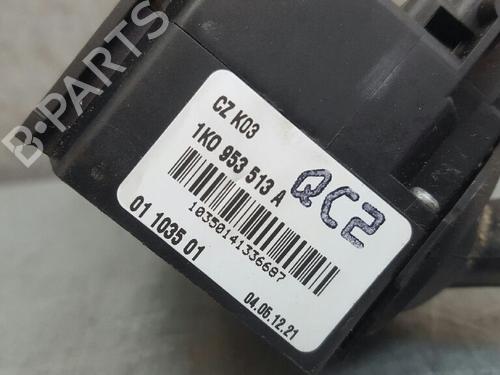 B-PARTS
CZ K03
1K0 953 513 A
QC2
10350141336687
01 1035 01
04.06.12.21